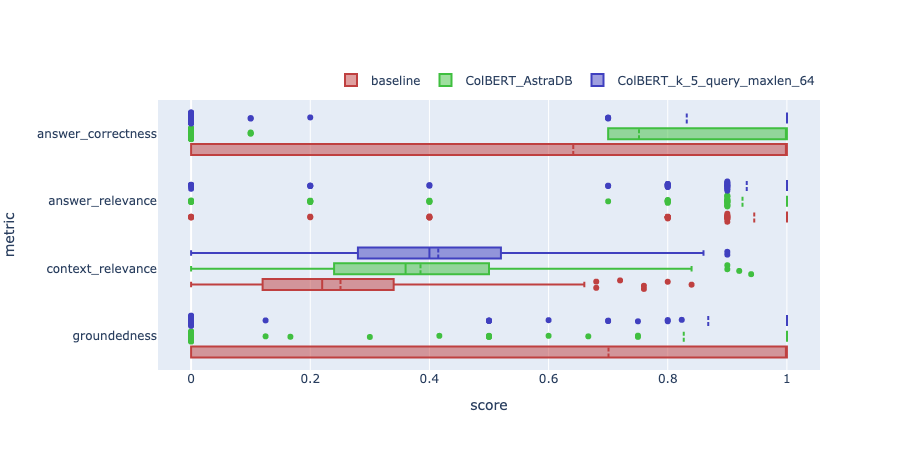 baseline ColBERT_AstraDB ColBERT_k_5_query_maxlen_64
answer_correctness
answer_relevance
context_relevance
groundedness
metric
0 0.2 0.4 0.6 0.8 1
score